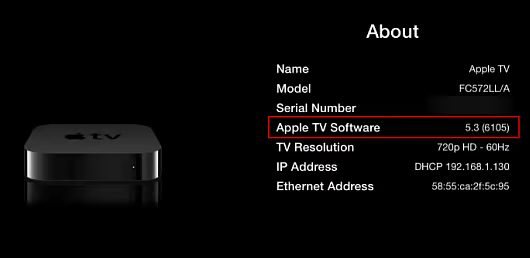 About
Name Apple TV
Model FC572LL/A
Serial Number
Apple TV Software 5.3 (6105)
TV Resolution 720p HD - 60Hz
IP Address DHCP 192.168.1.130
Ethernet Address 58:55:ca:2f:5c:95
tv